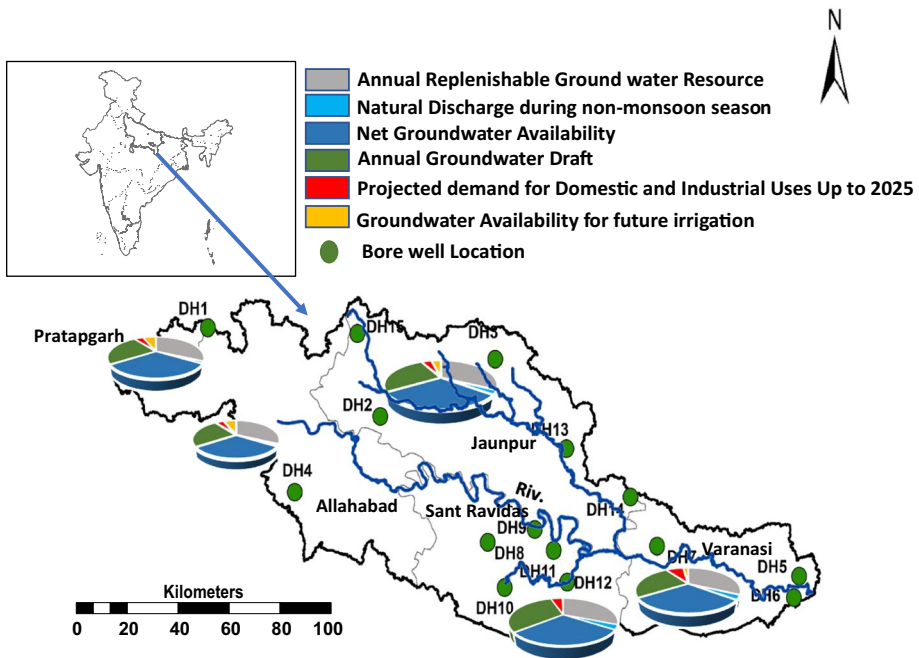 N
Annual Replenishable Ground water Resource
Natural Discharge during non-monsoon season
Net Groundwater Availability
Annual Groundwater Draft
Projected demand for Domestic and Industrial Uses Up to 2025
Groundwater Availability for future irrigation
Bore well Location
DH1
Pratapgarh
DH15
DH3
DH2
DH13
Jaunpur
DH4
Allahabad
Riv.
Sant Ravidas
DH14
DH9
DH8
DH11
DH7
Varanasi
DH5
DH12
DH10
DH6
Kilometers
0 20 40 60 80 100